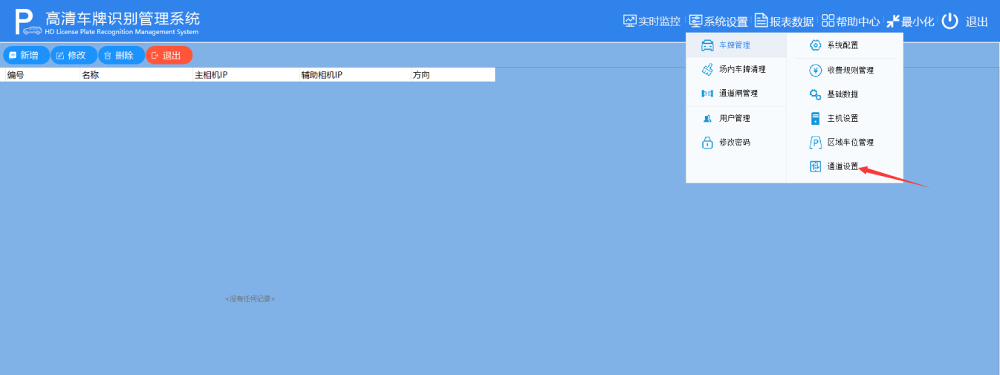 P 高清车牌识别管理系统
HD License Plate Recognition Management System
实时监控 系统设置 报表数据 帮助中心 最小化 退出
新增 修改 删除 退出
编号 名称 主相机IP 辅助相机IP 方向
<没有任何记录>
车牌管理
场内车牌清理
通道闸管理
用户管理
修改密码
系统配置
收费规则管理
基础数据
主机设置
区域车位管理
通道设置